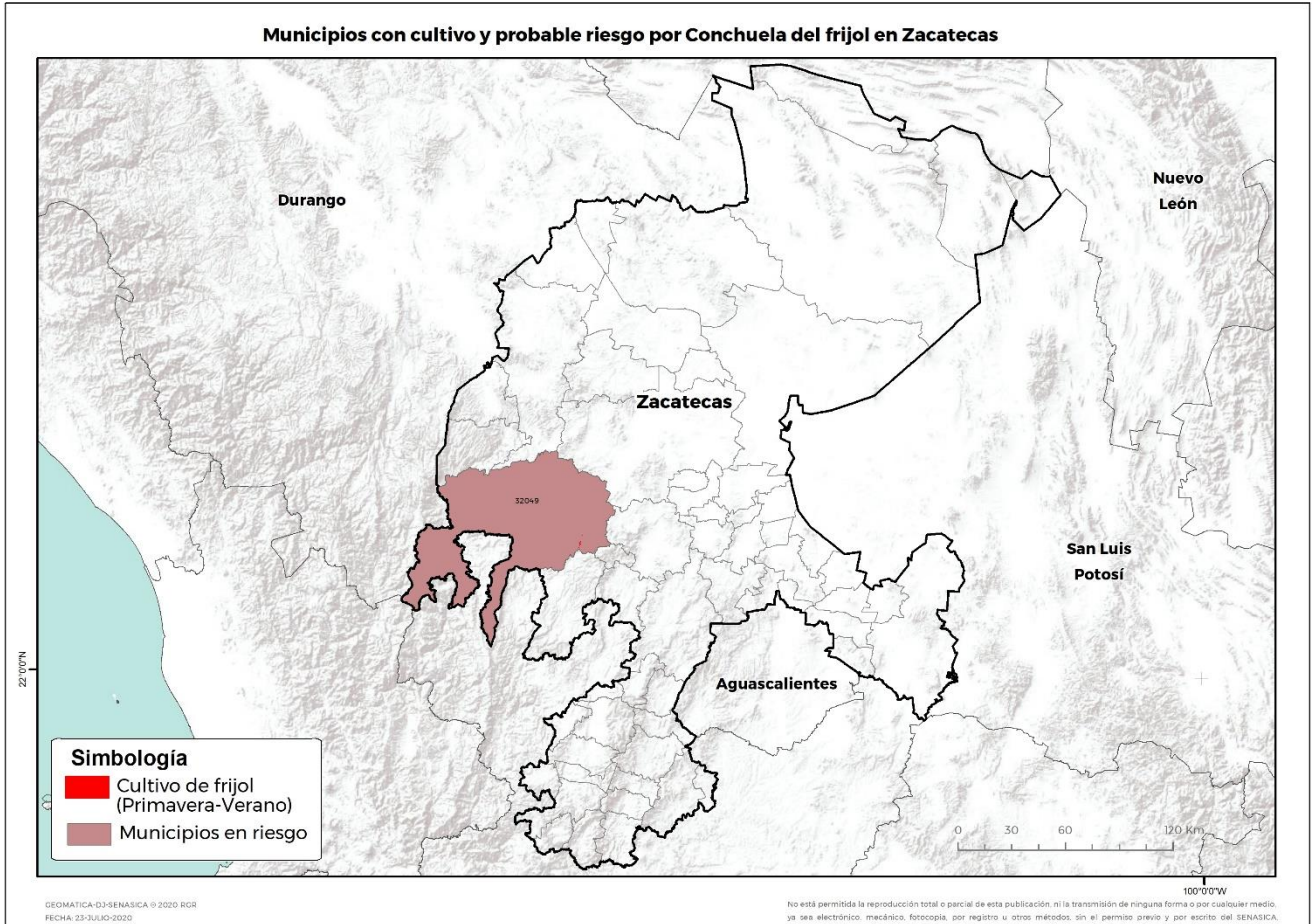 Municipios con cultivo y probable riesgo por Conchuela del frijol en Zacatecas
Durango
Nuevo
León
Zacatecas
32049
San Luis
Potosí
Aguascalientes
22°0'0"N
Simbología
Cultivo de frijol
(Primavera-Verano)
Municipios en riesgo
0 30 60 120 Km
100°0'0"W
GEOMATICA-DJ-SENASICA © 2020 RGR
FECHA: 23-JULIO-2020
No está permitida la reproducción total o parcial de esta publicación, ni la transmisión de ninguna forma o por cualquier medio,
ya sea electrónico, mecánico, fotocopia, por registro u otros métodos, sin el permiso previo y por escrito del SENASICA.